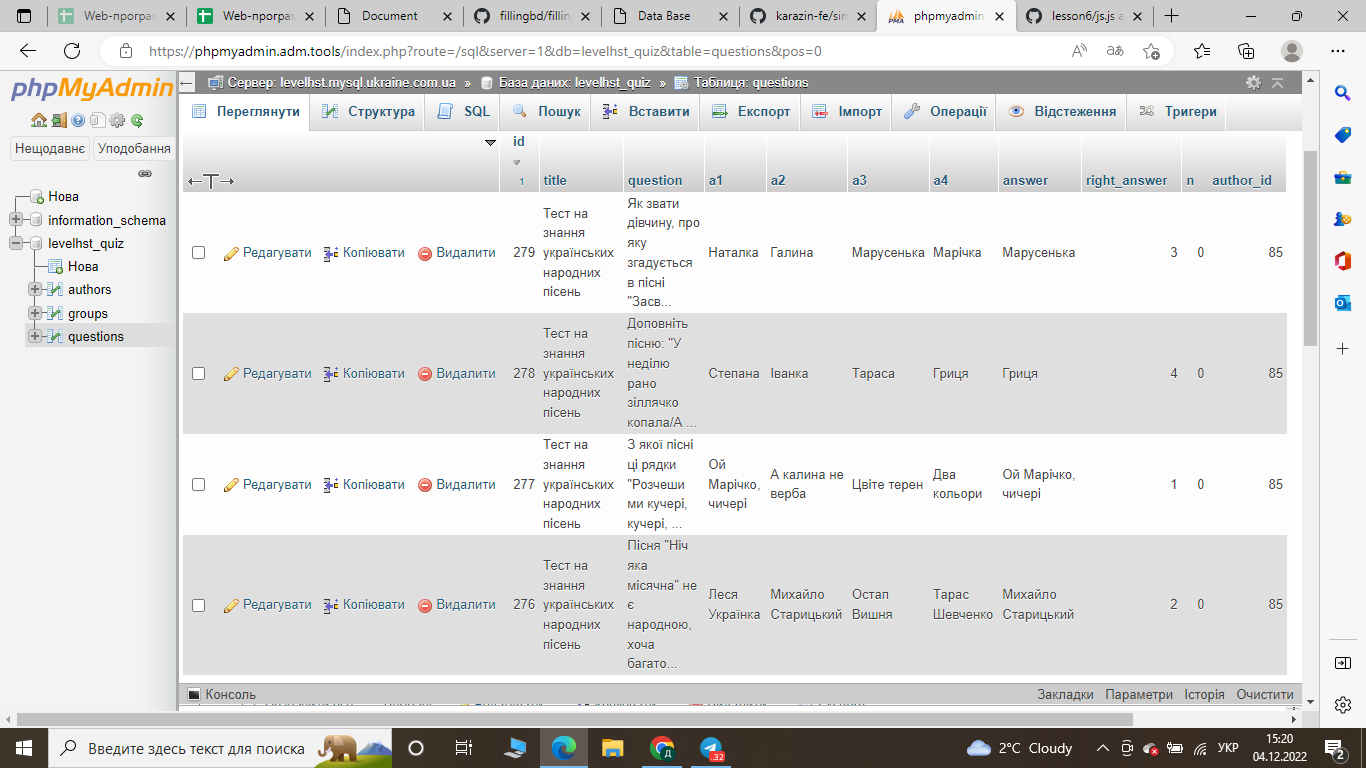 Web-програм
Web-програм
Document
fillingbd/fillin
Data Base
karazin-fe/sim
phpmyadmin.
lesson6/js.js a
https://phpmyadmin.adm.tools/index.php?route=/sql&server=1&db=levelhst_quiz&table=questions&pos=0
phpMyAdmin
Нещодавнє Уподобання
Нова
information_schema
levelhst_quiz
Нова
authors
groups
questions
Сервер: levelhst.mysql.ukraine.com.ua » База даних: levelhst_quiz » Таблиця: questions
Переглянути Структура SQL Пошук Вставити Експорт Імпорт Операції Відстеження Тригери
id
1 title question a1 a2 a3 a4 answer right_answer n author_id
Редагувати Копіювати Видалити 279
Тест на
знання
українських
народних
пісень
Як звати
дівчину, про
яку
згадується
в пісні
"Засв...
Наталка Галина Марусенька Марічка Марусенька 3 0 85
Редагувати Копіювати Видалити 278
Тест на
знання
українських
народних
пісень
Доповніть
пісню: "У
неділю
рано
зіллячко
копала/А ...
Степана Іванка Тараса Гриця Гриця 4 0 85
Редагувати Копіювати Видалити 277
Тест на
знання
українських
народних
пісень
З якої пісні
ці рядки
"Розчеши
ми кучері,
кучері, ...
Ой
Марічко,
чичері
А калина не
верба
Цвіте терен
Два
кольори
Ой Марічко,
чичері
1 0 85
Редагувати Копіювати Видалити 276
Тест на
знання
українських
народних
пісень
Пісня "Ніч
яка
місячна" не
є
народною,
хоча
багато...
Леся
Українка
Михайло
Старицький
Остап
Вишня
Тарас
Шевченко
Михайло
Старицький
2 0 85
Консоль Закладки Параметри Історія Очистити
Введите здесь текст для поиска
32
2°C Cloudy
УКР
15:20
04.12.2022
2